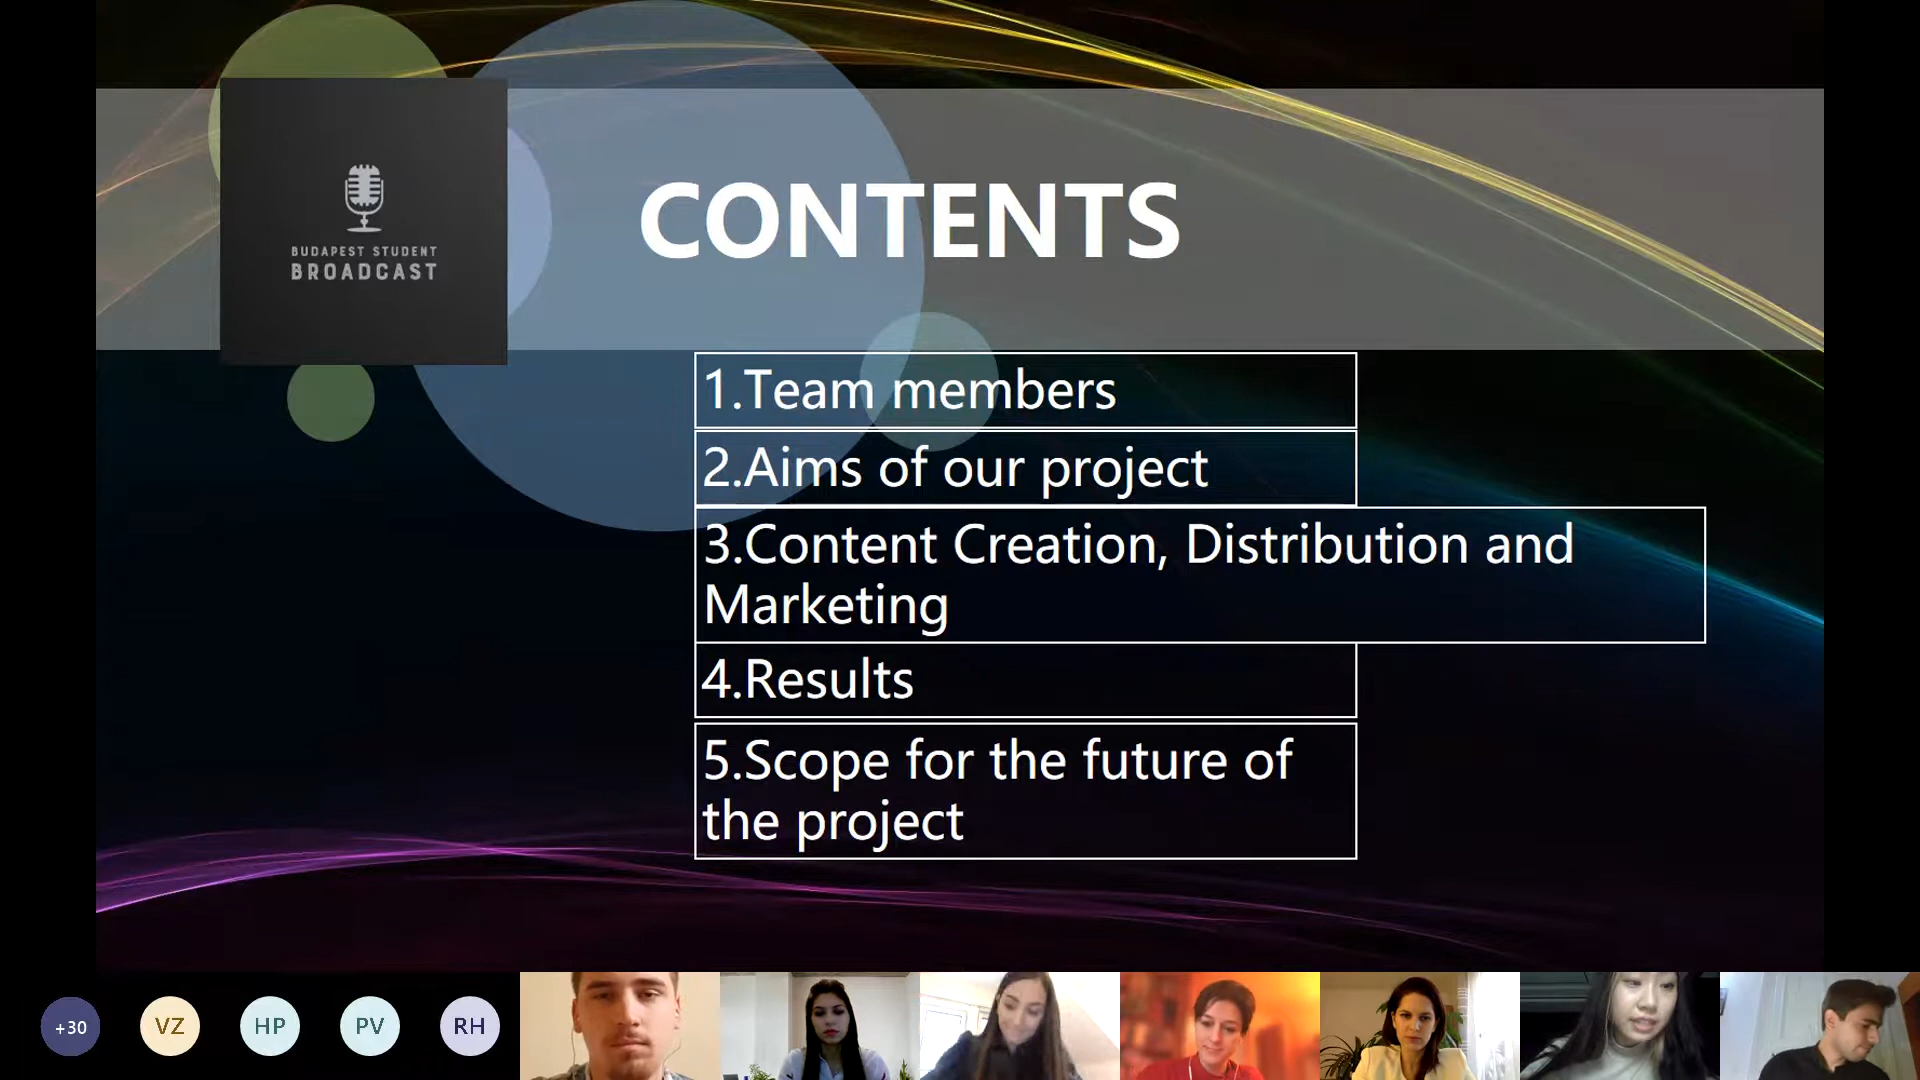 BUDAPEST STUDENT
BROADCAST
CONTENTS
1.Team members
2.Aims of our project
3.Content Creation, Distribution and
Marketing
4.Results
5.Scope for the future of
the project
+30
VZ
HP
PV
RH